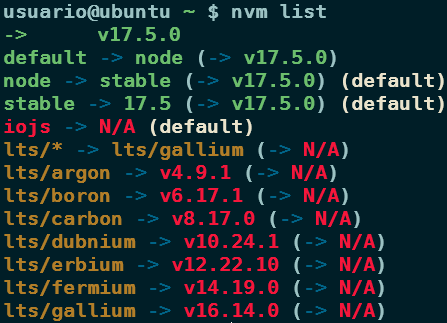 usuario@ubuntu ~ $ nvm list
-> v17.5.0
default -> node (-> v17.5.0)
node -> stable (-> v17.5.0) (default)
stable -> 17.5 (-> v17.5.0) (default)
iojs -> N/A (default)
lts/* -> lts/gallium (-> N/A)
lts/argon -> v4.9.1 (-> N/A)
lts/boron -> v6.17.1 (-> N/A)
lts/carbon -> v8.17.0 (-> N/A)
lts/dubnium -> v10.24.1 (-> N/A)
lts/erbium -> v12.22.10 (-> N/A)
lts/fermium -> v14.19.0 (-> N/A)
lts/gallium -> v16.14.0 (-> N/A)